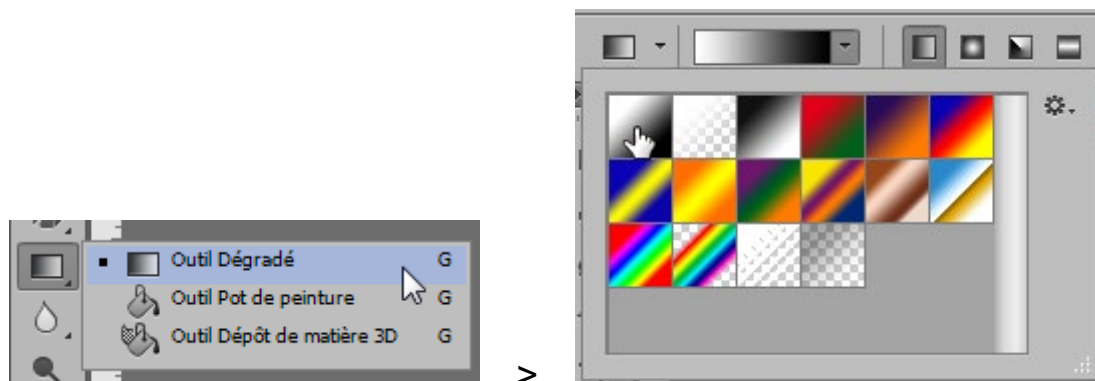 Outil Dégradé G
Outil Pot de peinture G
Outil Dépôt de matière 3D G
>